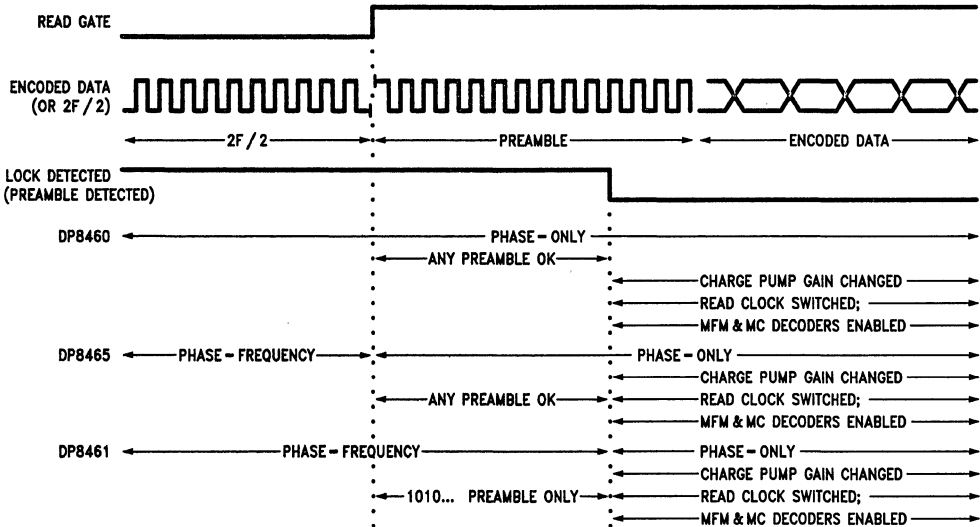 READ GATE
ENCODED DATA
(OR 2F / 2)
2F / 2 PREAMBLE ENCODED DATA
LOCK DETECTED
(PREAMBLE DETECTED)
DP8460 PHASE-ONLY
ANY PREAMBLE OK
CHARGE PUMP GAIN CHANGED
READ CLOCK SWITCHED;
MFM & MC DECODERS ENABLED
DP8465 PHASE-FREQUENCY PHASE-ONLY
CHARGE PUMP GAIN CHANGED
ANY PREAMBLE OK READ CLOCK SWITCHED;
MFM & MC DECODERS ENABLED
DP8461 PHASE-FREQUENCY PHASE-ONLY
CHARGE PUMP GAIN CHANGED
1010... PREAMBLE ONLY READ CLOCK SWITCHED;
MFM & MC DECODERS ENABLED